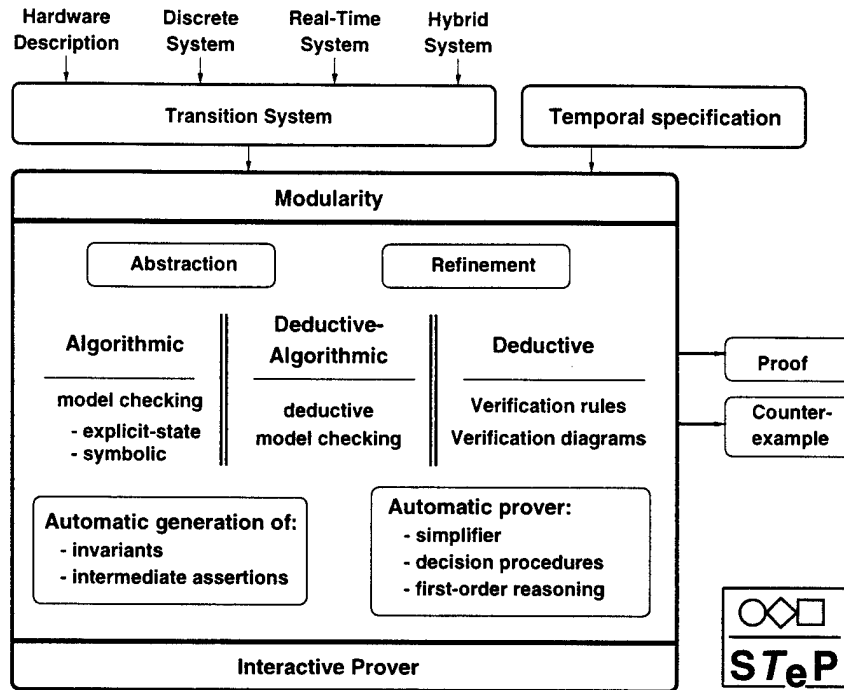 Hardware
Description
Discrete
System
Real-Time
System
Hybrid
System
Transition System
Temporal specification
Modularity
Abstraction
Refinement
Algorithmic
model checking
- explicit-state
- symbolic
Deductive-
Algorithmic
deductive
model checking
Deductive
Verification rules
Verification diagrams
Proof
Counter-
example
Automatic generation of:
- invariants
- intermediate assertions
Automatic prover:
- simplifier
- decision procedures
- first-order reasoning
Interactive Prover
STeP